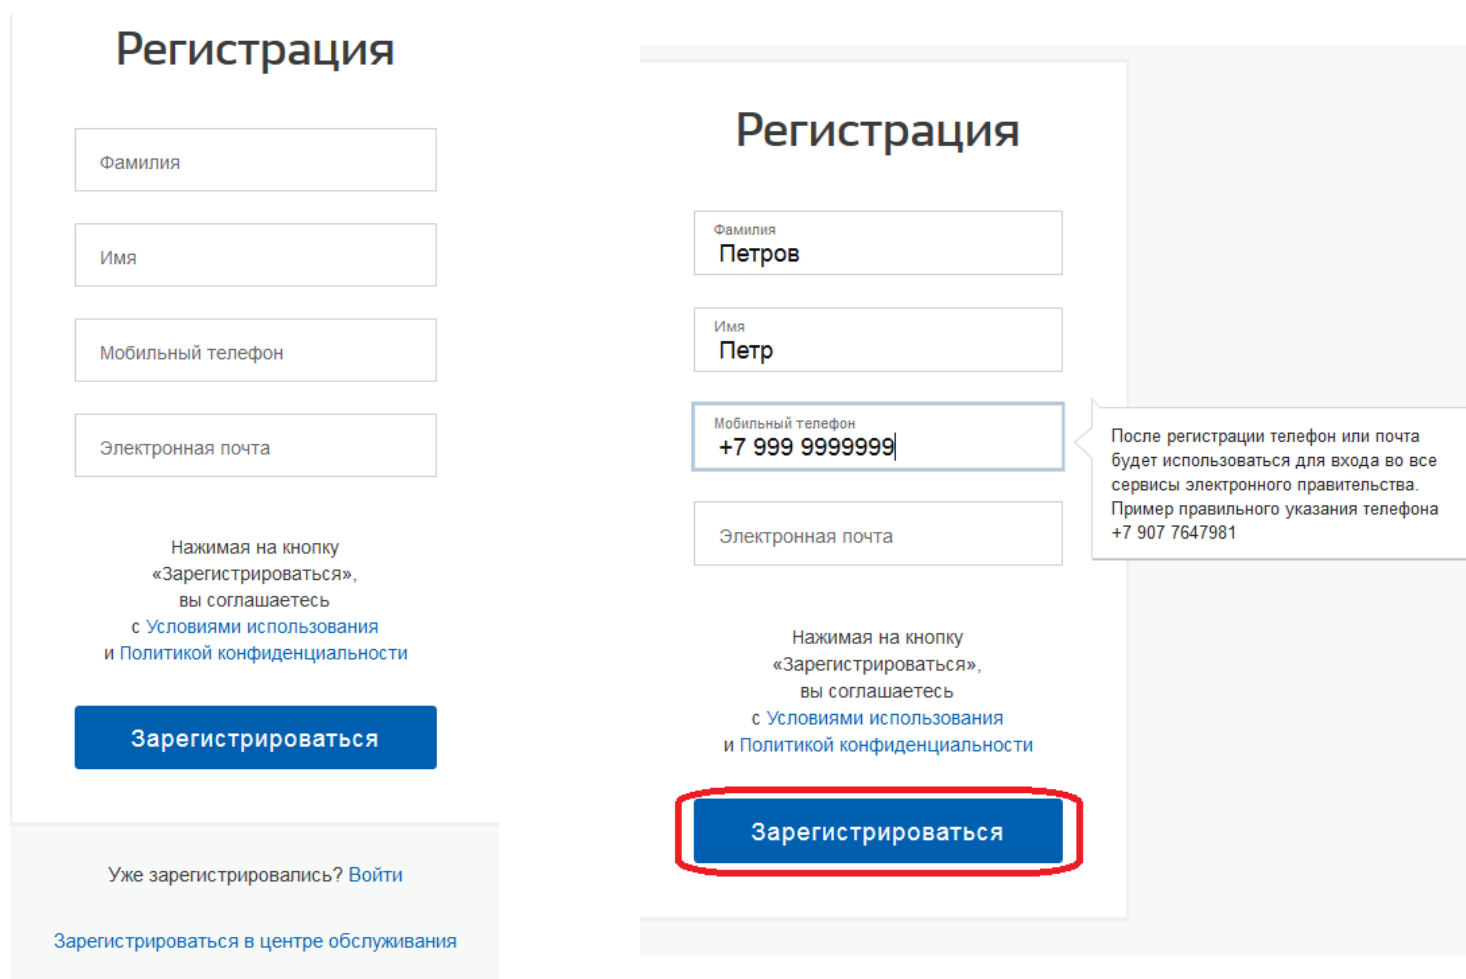 Регистрация
Фамилия
Имя
Мобильный телефон
Электронная почта
Нажимая на кнопку
«Зарегистрироваться»,
вы соглашаетесь
с Условиями использования
и Политикой конфиденциальности
Зарегистрироваться
Уже зарегистрировались? Войти
Зарегистрироваться в центре обслуживания
Регистрация
Фамилия
Петров
Имя
Петр
Мобильный телефон
+7 999 9999999
После регистрации телефон или почта
будет использоваться для входа во все
сервисы электронного правительства.
Пример правильного указания телефона
+7 907 7647981
Электронная почта
Нажимая на кнопку
«Зарегистрироваться»,
вы соглашаетесь
с Условиями использования
и Политикой конфиденциальности
Зарегистрироваться